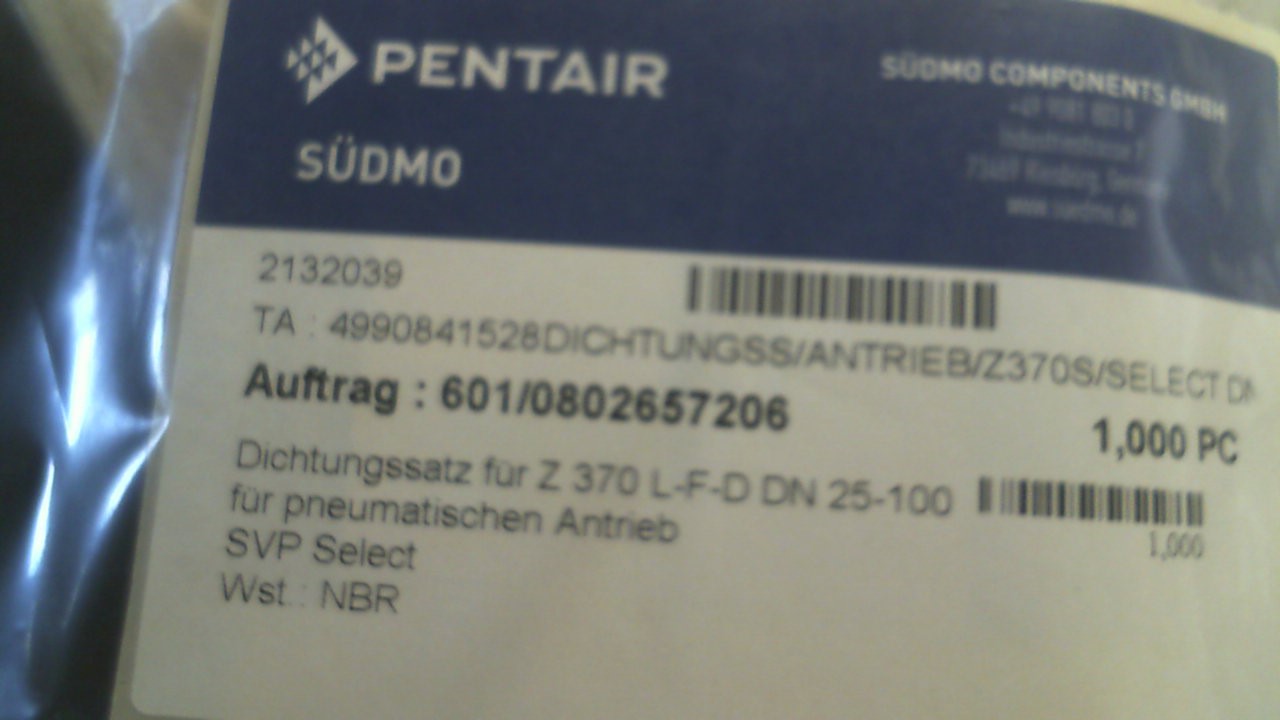 PENTAIR
SÜDMO
SÜDMO COMPONENTS GMBH
2132039
TA : 4990841528DICHTUNGSS/ANTRIEB/Z370S/SELECT
Auftrag : 601/0802657206
1,000 PC
Dichtungssatz für Z 370 L-F-D DN 25-100
für pneumatischen Antrieb
1,000
SVP Select
Wst.: NBR